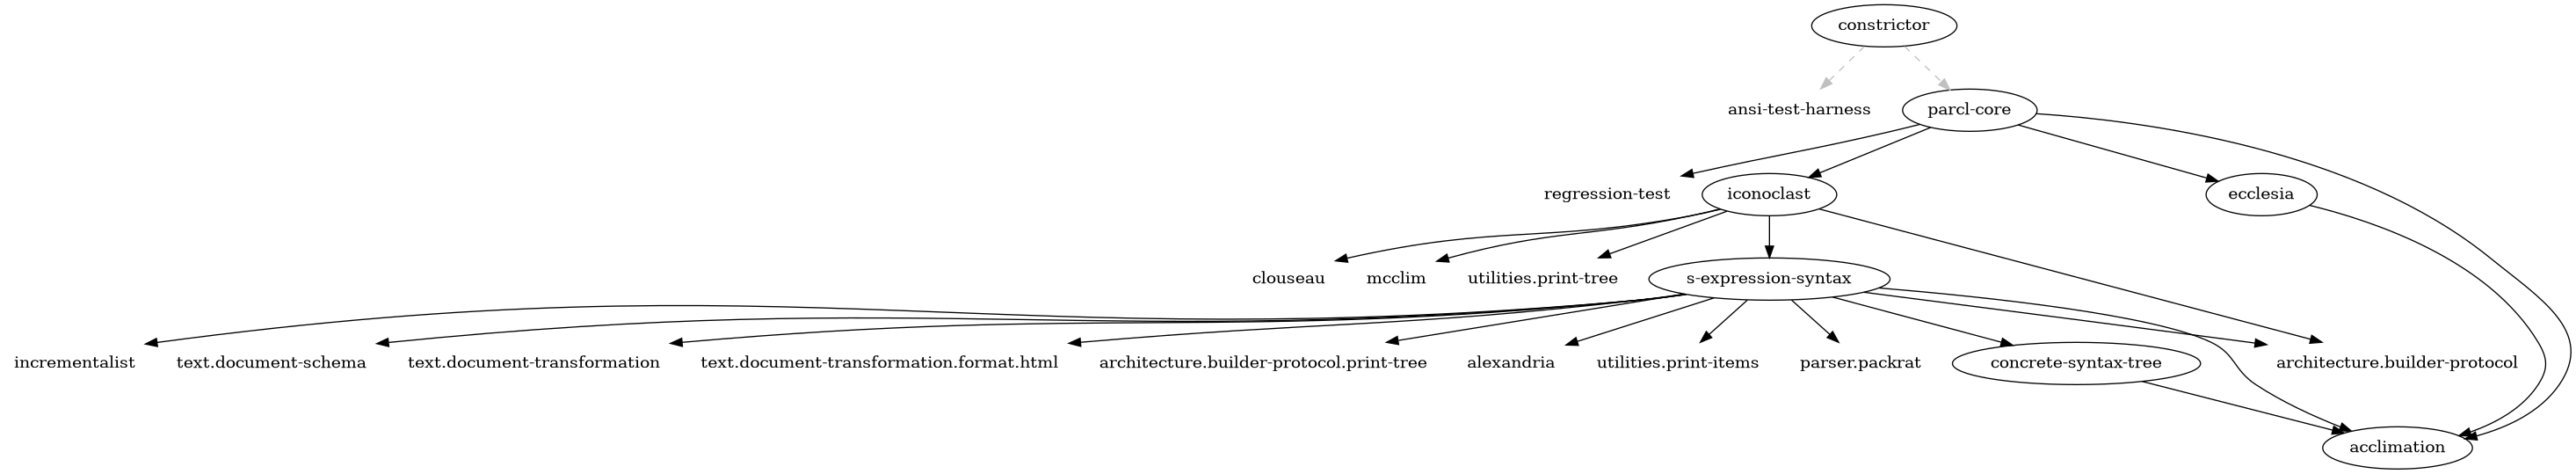 constrictor
ansi-test-harness
parcl-core
regression-test
iconoclast
ecclesia
clouseau
mcclim
utilities.print-tree
s-expression-syntax
incrementalist
text.document-schema
text.document-transformation
text.document-transformation.format.html
architecture.builder-protocol.print-tree
alexandria
utilities.print-items
parser.packrat
concrete-syntax-tree
architecture.builder-protocol
acclimation